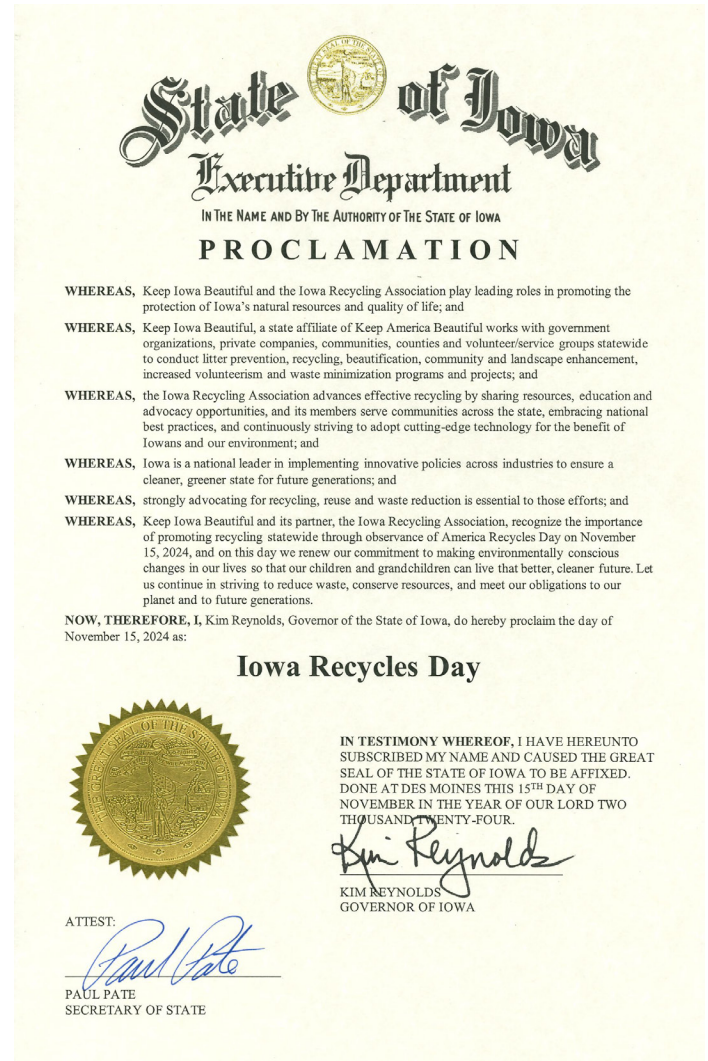 State of Iowa
Executive Department
IN THE NAME AND BY THE AUTHORITY OF THE STATE OF IOWA
PROCLAMATION
WHEREAS, Keep Iowa Beautiful and the Iowa Recycling Association play leading roles in promoting the
protection of Iowa's natural resources and quality of life; and
WHEREAS, Keep Iowa Beautiful, a state affiliate of Keep America Beautiful works with government
organizations, private companies, communities, counties and volunteer/service groups statewide
to conduct litter prevention, recycling, beautification, community and landscape enhancement,
increased volunteerism and waste minimization programs and projects; and
WHEREAS, the Iowa Recycling Association advances effective recycling by sharing resources, education and
advocacy opportunities, and its members serve communities across the state, embracing national
best practices, and continuously striving to adopt cutting-edge technology for the benefit of
Iowans and our environment; and
WHEREAS, Iowa is a national leader in implementing innovative policies across industries to ensure a
cleaner, greener state for future generations; and
WHEREAS, strongly advocating for recycling, reuse and waste reduction is essential to those efforts; and
WHEREAS, Keep Iowa Beautiful and its partner, the Iowa Recycling Association, recognize the importance
of promoting recycling statewide through observance of America Recycles Day on November
15, 2024, and on this day we renew our commitment to making environmentally conscious
changes in our lives so that our children and grandchildren can live that better, cleaner future. Let
us continue in striving to reduce waste, conserve resources, and meet our obligations to our
planet and to future generations.
NOW, THEREFORE, I, Kim Reynolds, Governor of the State of Iowa, do hereby proclaim the day of
November 15, 2024 as:
Iowa Recycles Day
THE GREAT SEAL OF THE STATE OF IOWA
IN TESTIMONY WHEREOF, I HAVE HEREUNTO
SUBSCRIBED MY NAME AND CAUSED THE GREAT
SEAL OF THE STATE OF IOWA TO BE AFFIXED.
DONE AT DES MOINES THIS 15TH DAY OF
NOVEMBER IN THE YEAR OF OUR LORD TWO
THOUSAND TWENTY-FOUR.
Kim Reynolds
KIM REYNOLDS
GOVERNOR OF IOWA
ATTEST:
Paul Pate
PAUL PATE
SECRETARY OF STATE